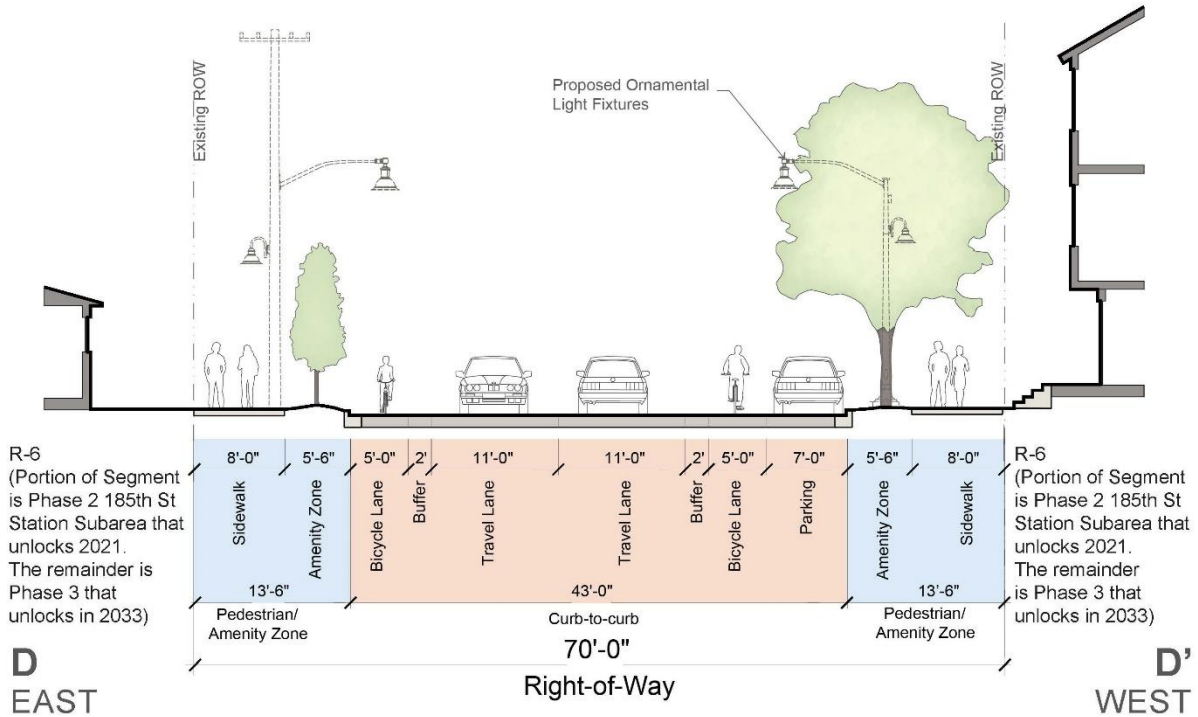 Existing ROW
Proposed Ornamental
Light Fixtures
Existing ROW
R-6
(Portion of Segment
is Phase 2 185th St
Station Subarea that
unlocks 2021.
The remainder is
Phase 3 that
unlocks in 2033)
8'-0" 5'-6" 5'-0" 2' 11'-0" 11'-0" 2' 5'-0" 7'-0" 5'-6" 8'-0"
Sidewalk
Amenity Zone
Bicycle Lane
Buffer
Travel Lane
Travel Lane
Buffer
Bicycle Lane
Parking
Amenity Zone
Sidewalk
13'-6" 43'-0" 13'-6"
Pedestrian/
Amenity Zone
Curb-to-curb
Pedestrian/
Amenity Zone
70'-0"
Right-of-Way
R-6
(Portion of Segment
is Phase 2 185th St
Station Subarea that
unlocks 2021.
The remainder
is Phase 3 that
unlocks in 2033)
D
EAST
D'
WEST